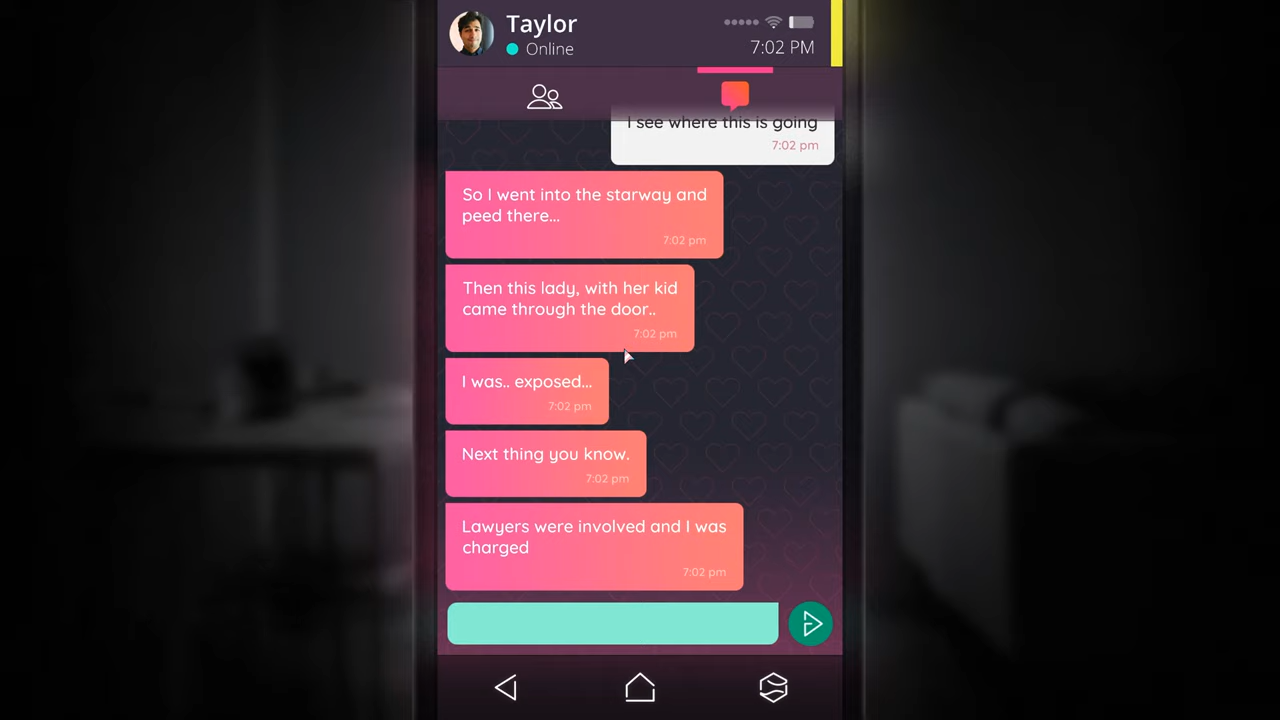 Taylor
Online
7:02 PM
I see where this is going
7:02 pm
So I went into the starway and
peed there...
7:02 pm
Then this lady, with her kid
came through the door..
7:02 pm
I was.. exposed...
7:02 pm
Next thing you know.
7:02 pm
Lawyers were involved and I was
charged
7:02 pm